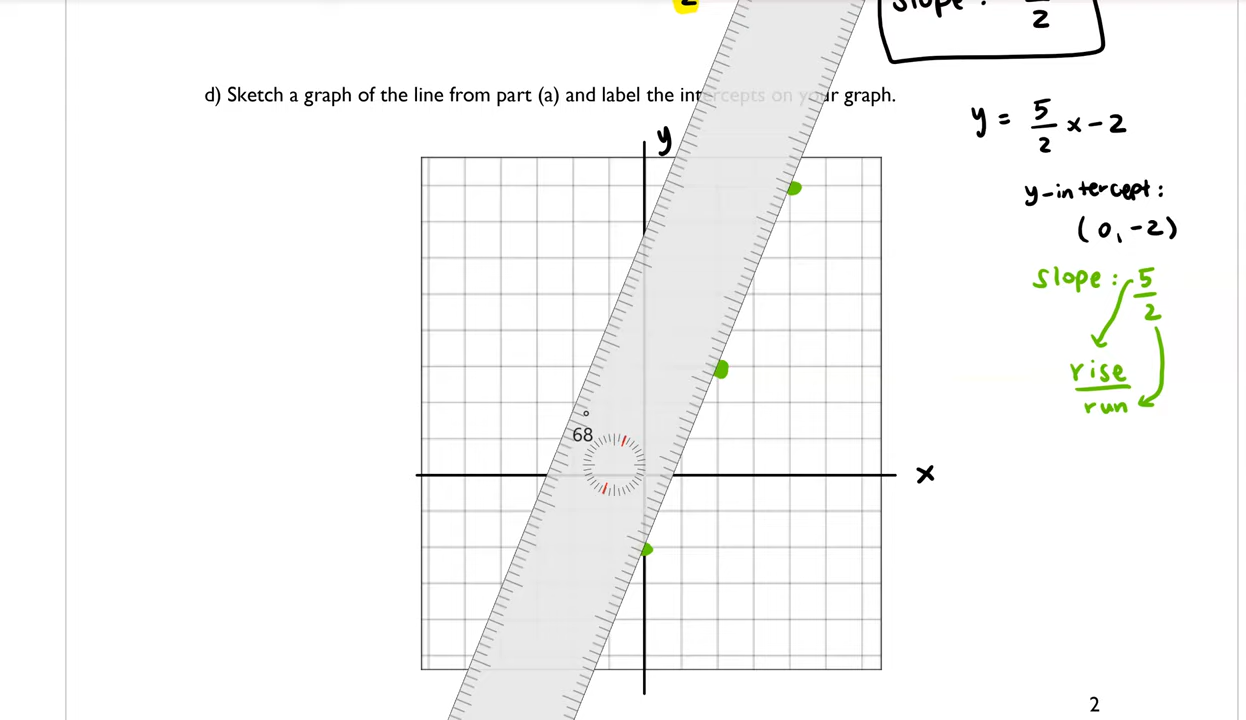 slope : 2
d) Sketch a graph of the line from part (a) and label the intercepts on your graph.
y
y = 5/2 x - 2
y-intercept:
(0, -2)
slope: 5/2
rise
run
68°
x
2